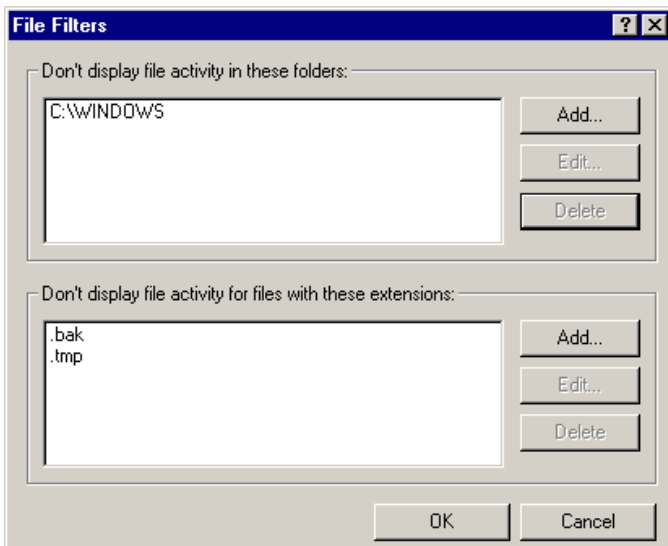 File Filters
Don't display file activity in these folders:
C:\WINDOWS
Add...
Edit...
Delete
Don't display file activity for files with these extensions:
.bak
.tmp
Add...
Edit...
Delete
OK
Cancel